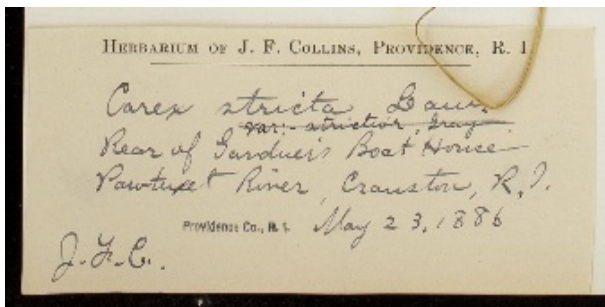 HERBARIUM OF J. F. COLLINS, PROVIDENCE, R. I.
Carex stricta Lam.
var. strictior, Gray
Rear of Gardner's Boat House
Pawtuxet River, Cranston, R.I.
Providence Co., R. I. May 23, 1886
J.F.C.